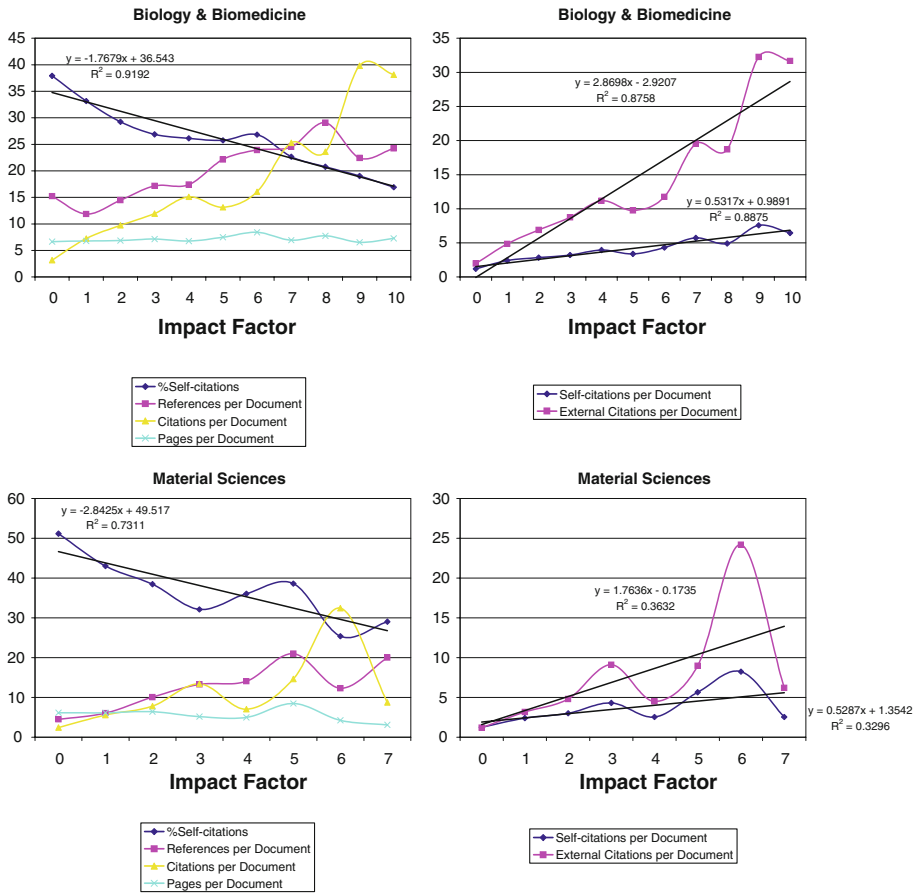 Biology & Biomedicine
45
40
35
30
25
20
15
10
5
0
y = -1.7679x + 36.543
R2 = 0.9192
0 1 2 3 4 5 6 7 8 9 10
Impact Factor
%Self-citations
References per Document
Citations per Document
Pages per Document
Biology & Biomedicine
35
30
25
20
15
10
5
0
y = 2.8698x - 2.9207
R2 = 0.8758
y = 0.5317x + 0.9891
R2 = 0.8875
0 1 2 3 4 5 6 7 8 9 10
Impact Factor
Self-citations per Document
External Citations per Document
Material Sciences
60
50
40
30
20
10
0
y = -2.8425x + 49.517
R2 = 0.7311
0 1 2 3 4 5 6 7
Impact Factor
%Self-citations
References per Document
Citations per Document
Pages per Document
Material Sciences
30
25
20
15
10
5
0
y = 1.7636x - 0.1735
R2 = 0.3632
y = 0.5287x + 1.3542
R2 = 0.3296
0 1 2 3 4 5 6 7
Impact Factor
Self-citations per Document
External Citations per Document